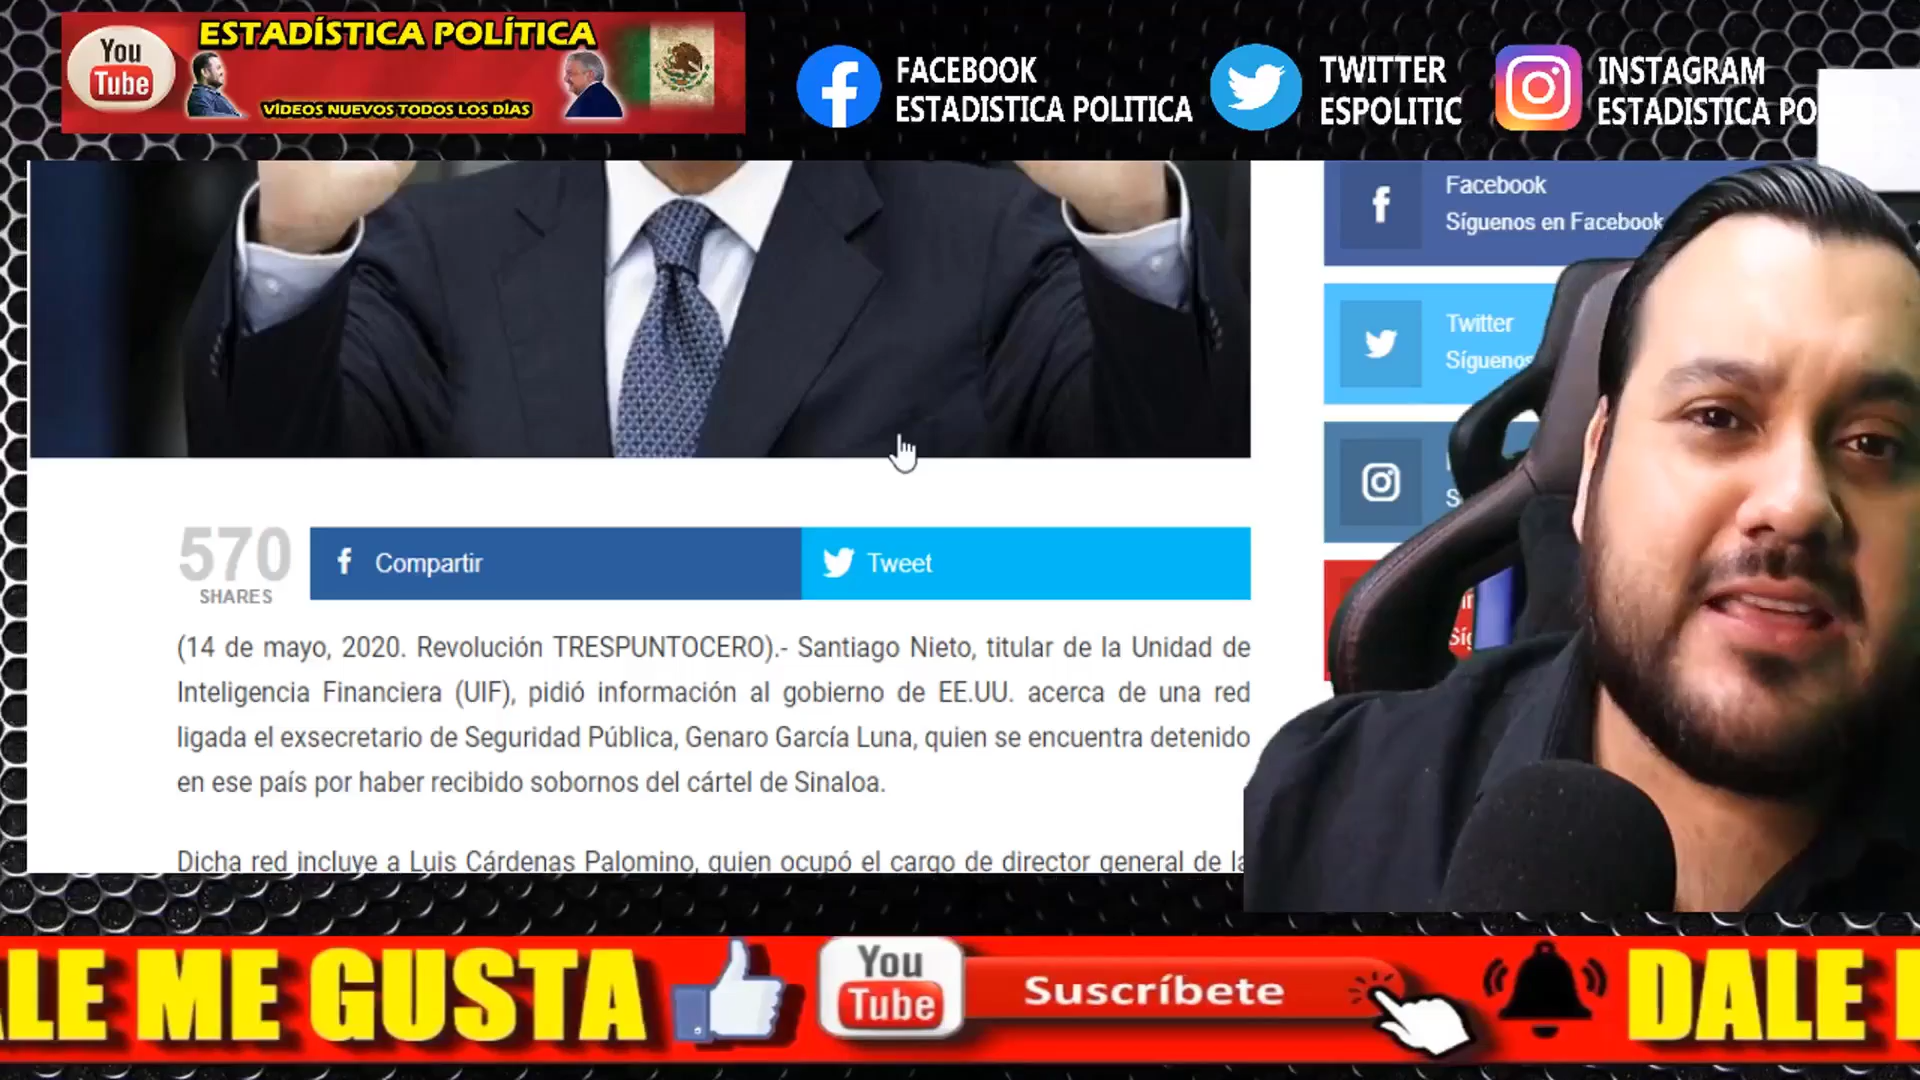 You
Tube
ESTADÍSTICA POLÍTICA
VÍDEOS NUEVOS TODOS LOS DÍAS
FACEBOOK
ESTADISTICA POLITICA
TWITTER
ESPOLITIC
INSTAGRAM
ESTADISTICA PO
Facebook
Síguenos en Facebook
Twitter
Síguenos
S
Síg
570
SHARES
Compartir
Tweet
(14 de mayo, 2020. Revolución TRESPUNTOCERO).- Santiago Nieto, titular de la Unidad de
Inteligencia Financiera (UIF), pidió información al gobierno de EE.UU. acerca de una red
ligada el exsecretario de Seguridad Pública, Genaro García Luna, quien se encuentra detenido
en ese país por haber recibido sobornos del cártel de Sinaloa.
Dicha red incluye a Luis Cárdenas Palomino, quien ocupó el cargo de director general de la
ALE ME GUSTA
You
Tube
Suscríbete
DALE